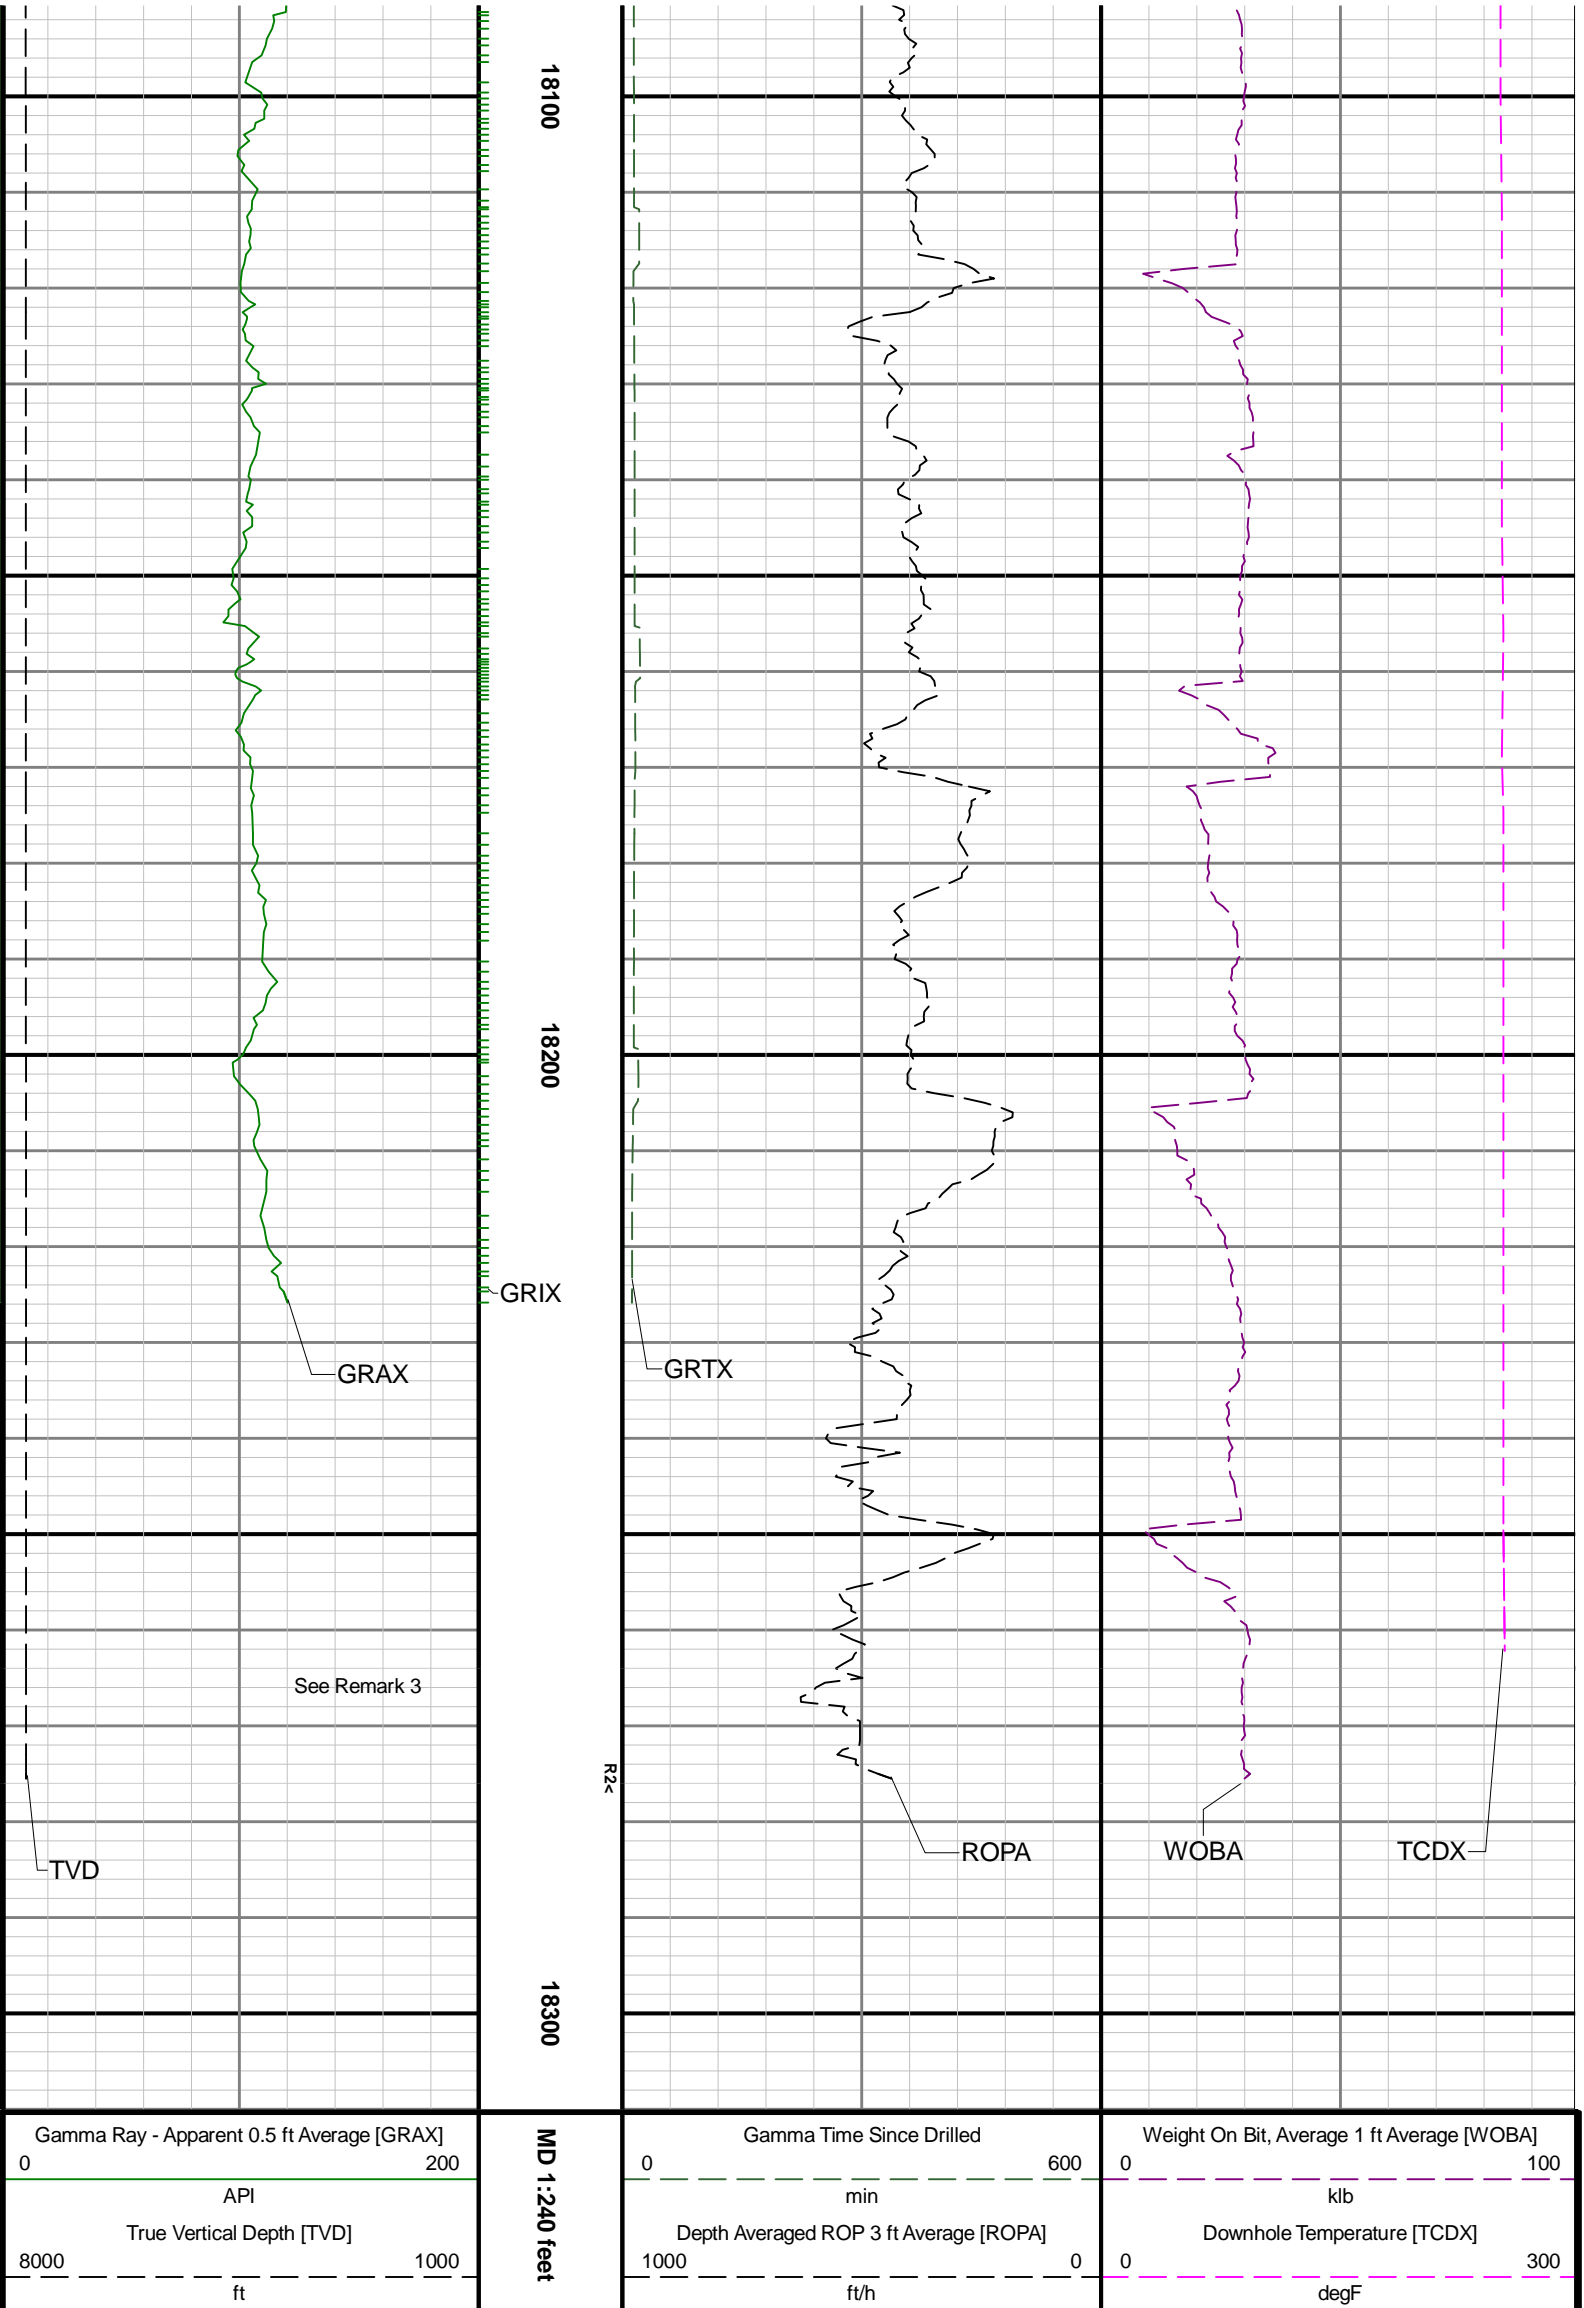 18100
18200
GRIX
GRAX
GRTX
See Remark 3
R2<
TVD
ROPA
WOBA
TCDX
18300
Gamma Ray - Apparent 0.5 ft Average [GRAX]
0 200
API
True Vertical Depth [TVD]
8000 1000
ft
MD 1:240 feet
Gamma Time Since Drilled
0 600
min
Depth Averaged ROP 3 ft Average [ROPA]
1000 0
ft/h
Weight On Bit, Average 1 ft Average [WOBA]
0 100
klb
Downhole Temperature [TCDX]
0 300
degF